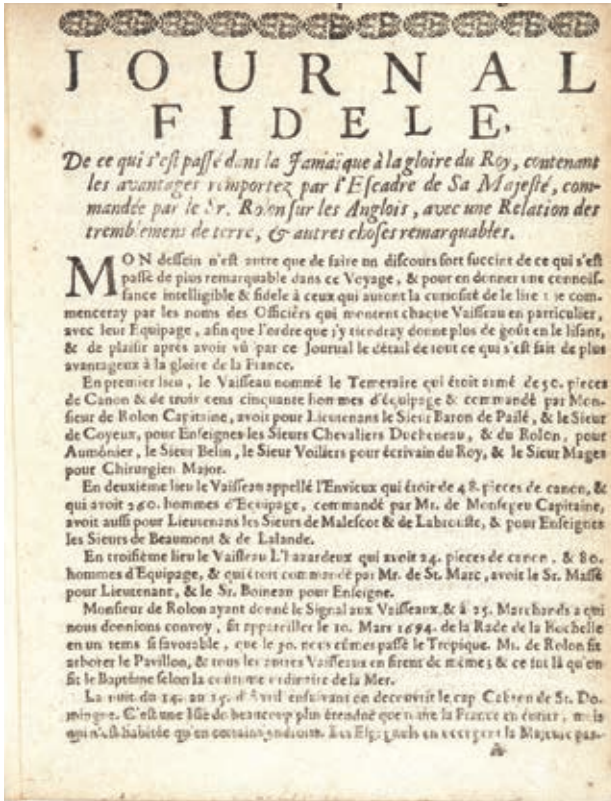 JOURNAL
FIDELE,
De ce qui s'est passé dans la Jamaïque à la gloire du Roy, contenant
les avantages remportez par l'Escadre de Sa Majesté, com-
mandée par le Sr. Rolon sur les Anglois, avec une Relation des
tremblemens de terre, & autres choses remarquables.
MON dessein n'est autre que de faire un discours fort succint de ce qui s'est
passé de plus remarquable dans ce Voyage, & pour en donner une connois-
sance intelligible & fidele à ceux qui auront la curiosité de le lire com-
menceray par les noms des Officiers qui montent chaque Vaisseau en particulier,
avec leur Equipage, afin que l'ordre que j'y tiendray donne plus de goût en le lisant,
& de plaisir après avoir vû par ce Journal le détail de tout ce qui s'est fait de plus
avantageux à la gloire de la France.
En premier lieu, le Vaisseau nommé le Temeraire qui étoit armé de 50. pieces
de Canon & de trois cens cinquante hommes d'équipage & commandé par Mon-
sieur de Rolon Capitaine, avoit pour Lieutenans le Sieur Baron de Pailé, & le Sieur
de Coyeux, pour Enseignes les Sieurs Chevaliers Docheneau, & du Rolon, pour
Aumônier, le Sieur Belin, le Sieur Voiliers pour écrivain du Roy, & le Sieur Mages
pour Chirurgien Major.
En deuxiéme lieu le Vaisseau appellé l'Envieux qui étoit de 48. pieces de canon, &
qui avoit 260. hommes d'Equipage, commandé par Mr. de Monsegeu Capitaine,
avoit aussi pour Lieutenans les Sieurs de Malescot & de Labrouste, & pour Enseignes
les Sieurs de Beaumont & de Lalande.
En troisiéme lieu le Vaisseau L'hazardeux qui avoit 24. pieces de canon, & 80.
hommes d'Equipage, & qui étoit commandé par Mr. de St. Marc, avoit le Sr. Massé
pour Lieutenant, & le Sr. Boineau pour Enseigne.
Monsieur de Rolon ayant donné le Signal aux Vaisseaux, & à 25. Marchands a qui
nous donnions convoy, fit appareiller le 10. Mars 1694. de la Rade de la Rochelle
en un tems si favorable, que le 30. nous eûmes passé le Tropique. Mr. de Rolon fit
arborer le Pavillon, & tous les autres Vaisseaux en firent de mêmes & ce fut là qu'on
fit le Baptême selon la coûtume ordinaire de la Mer.
La nuit du 14. au 15. d'Avril ensuivant on decouvrit le cap Cabron de St. Do-
mingue. C'est une Isle de beaucoup plus étenduë que la France en entier, mais
qui n'est habitée qu'en certains endroits. Les Espagnols en occupent la Majeure par-